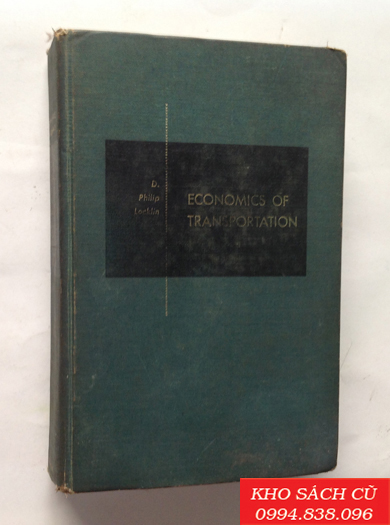 D.
Philip
Locklin
ECONOMICS OF
TRANSPORTATION
KHO SÁCH CŨ
0994.838.096